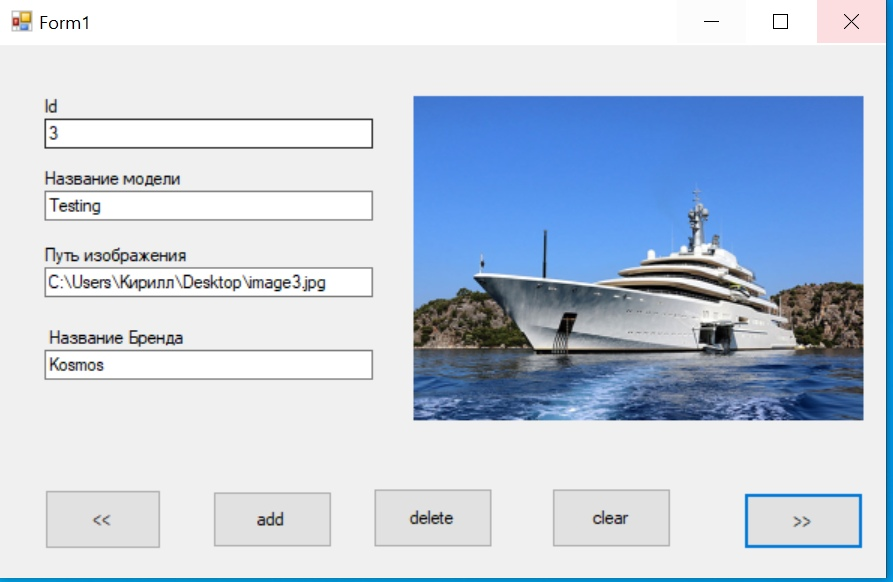 Form1
Id
3
Название модели
Testing
Путь изображения
C:\Users\Кирилл\Desktop\image3.jpg
Название Бренда
Kosmos
<< add delete clear >>